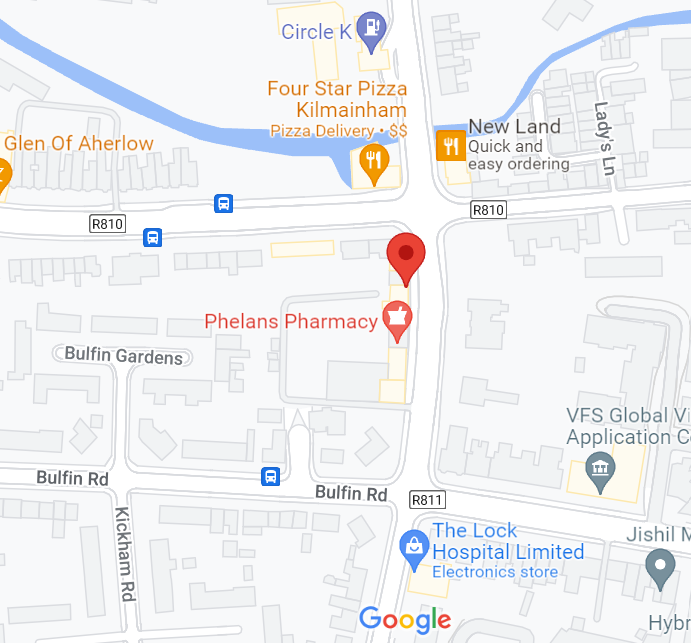 Circle K
Four Star Pizza
Kilmainham
Pizza Delivery • $$
New Land
Quick and
easy ordering
Lady's Ln
Glen Of Aherlow
R810
R810
Phelans Pharmacy
Bulfin Gardens
VFS Global Vi
Application Ce
Bulfin Rd
Bulfin Rd
R811
Kickham Rd
The Lock
Hospital Limited
Electronics store
Jishil M
Google
Hybr